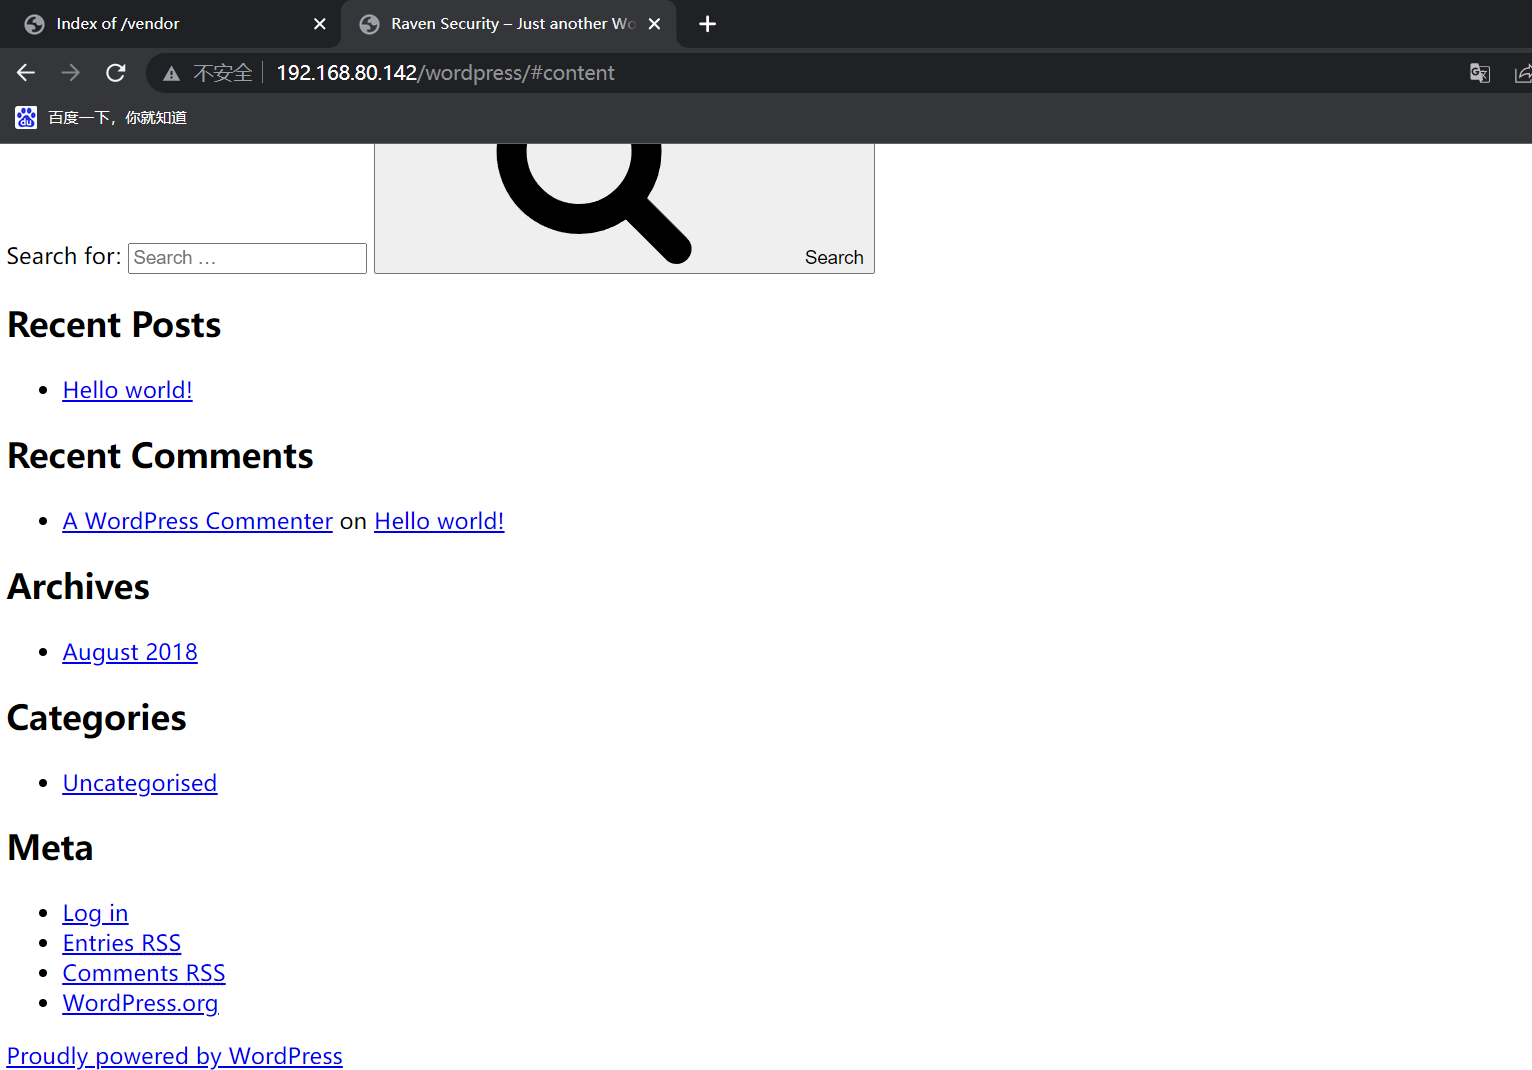 Index of /vendor
Raven Security – Just another Wo
不安全 192.168.80.142/wordpress/#content
du 百度一下，你就知道
Search for: Search … Search
Recent Posts
Hello world!
Recent Comments
A WordPress Commenter on Hello world!
Archives
August 2018
Categories
Uncategorised
Meta
Log in
Entries RSS
Comments RSS
WordPress.org
Proudly powered by WordPress